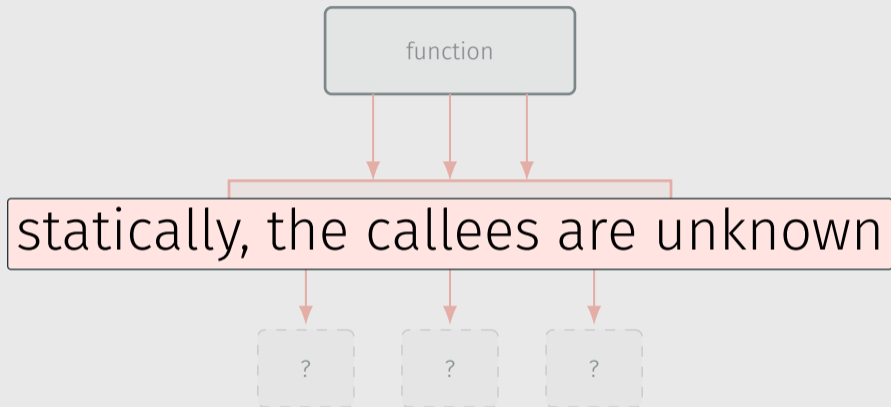 function
statically, the callees are unknown
? ? ?